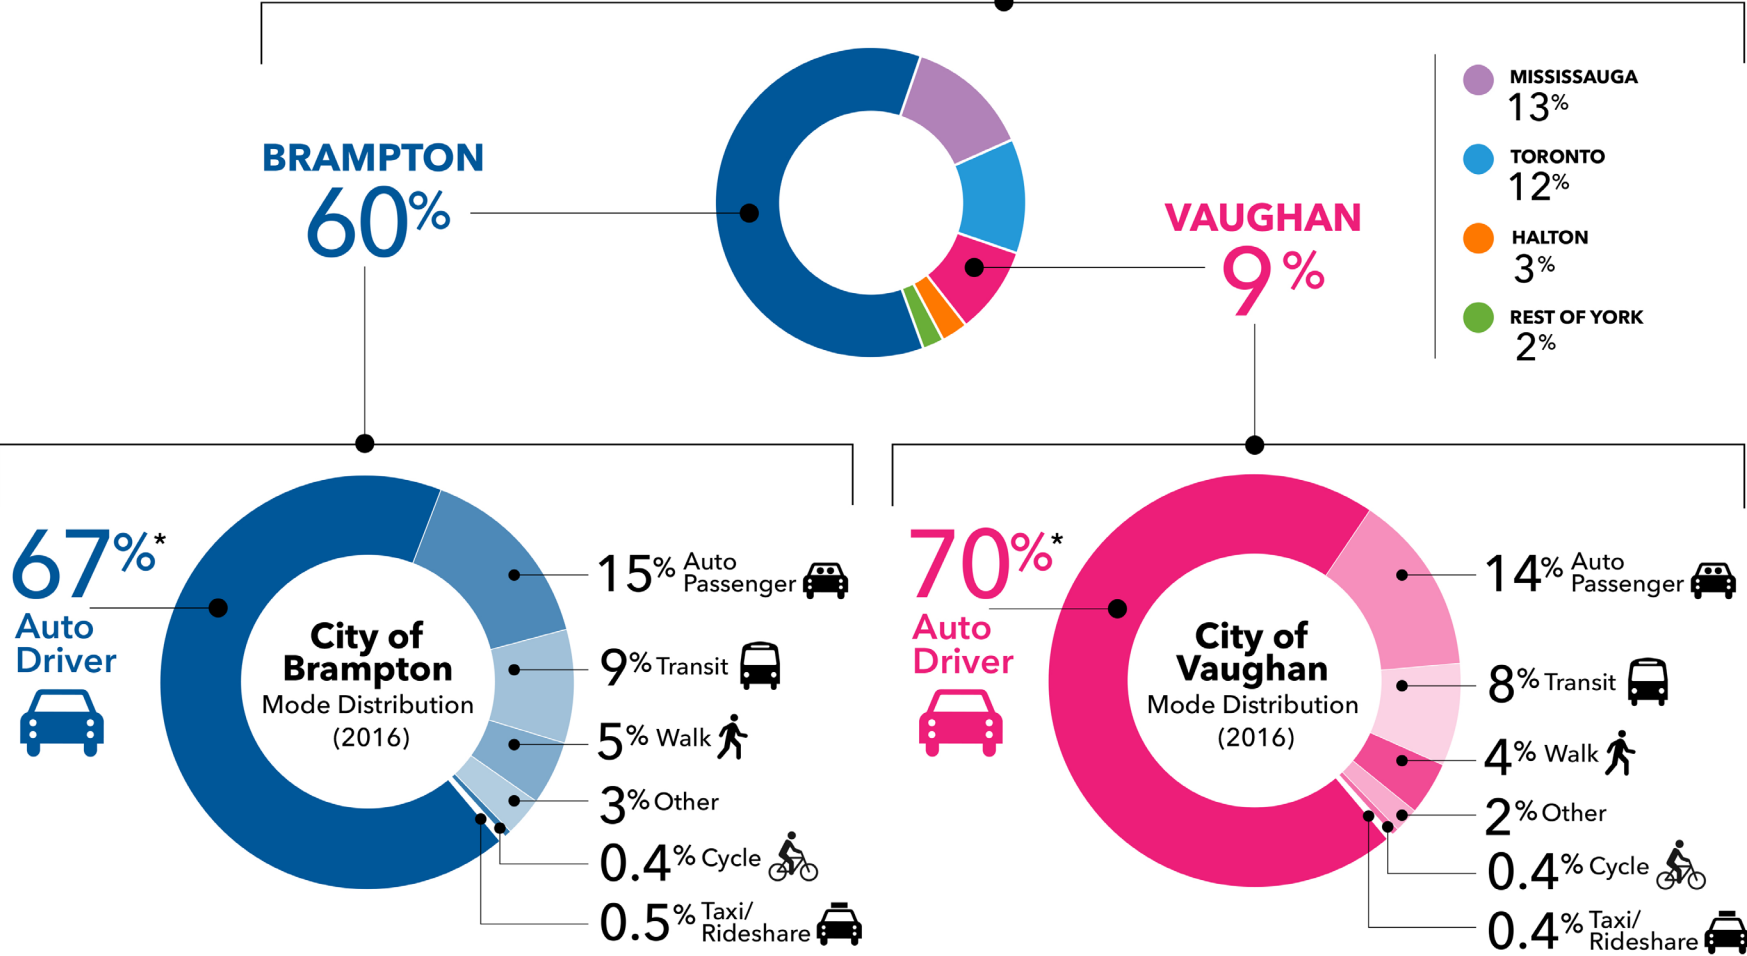 BRAMPTON
60%
VAUGHAN
9%
MISSISSAUGA
13%
TORONTO
12%
HALTON
3%
REST OF YORK
2%
67%*
Auto
Driver
City of
Brampton
Mode Distribution
(2016)
15% Auto
Passenger
9% Transit
5% Walk
3% Other
0.4% Cycle
0.5% Taxi/
Rideshare
70%*
Auto
Driver
City of
Vaughan
Mode Distribution
(2016)
14% Auto
Passenger
8% Transit
4% Walk
2% Other
0.4% Cycle
0.4% Taxi/
Rideshare